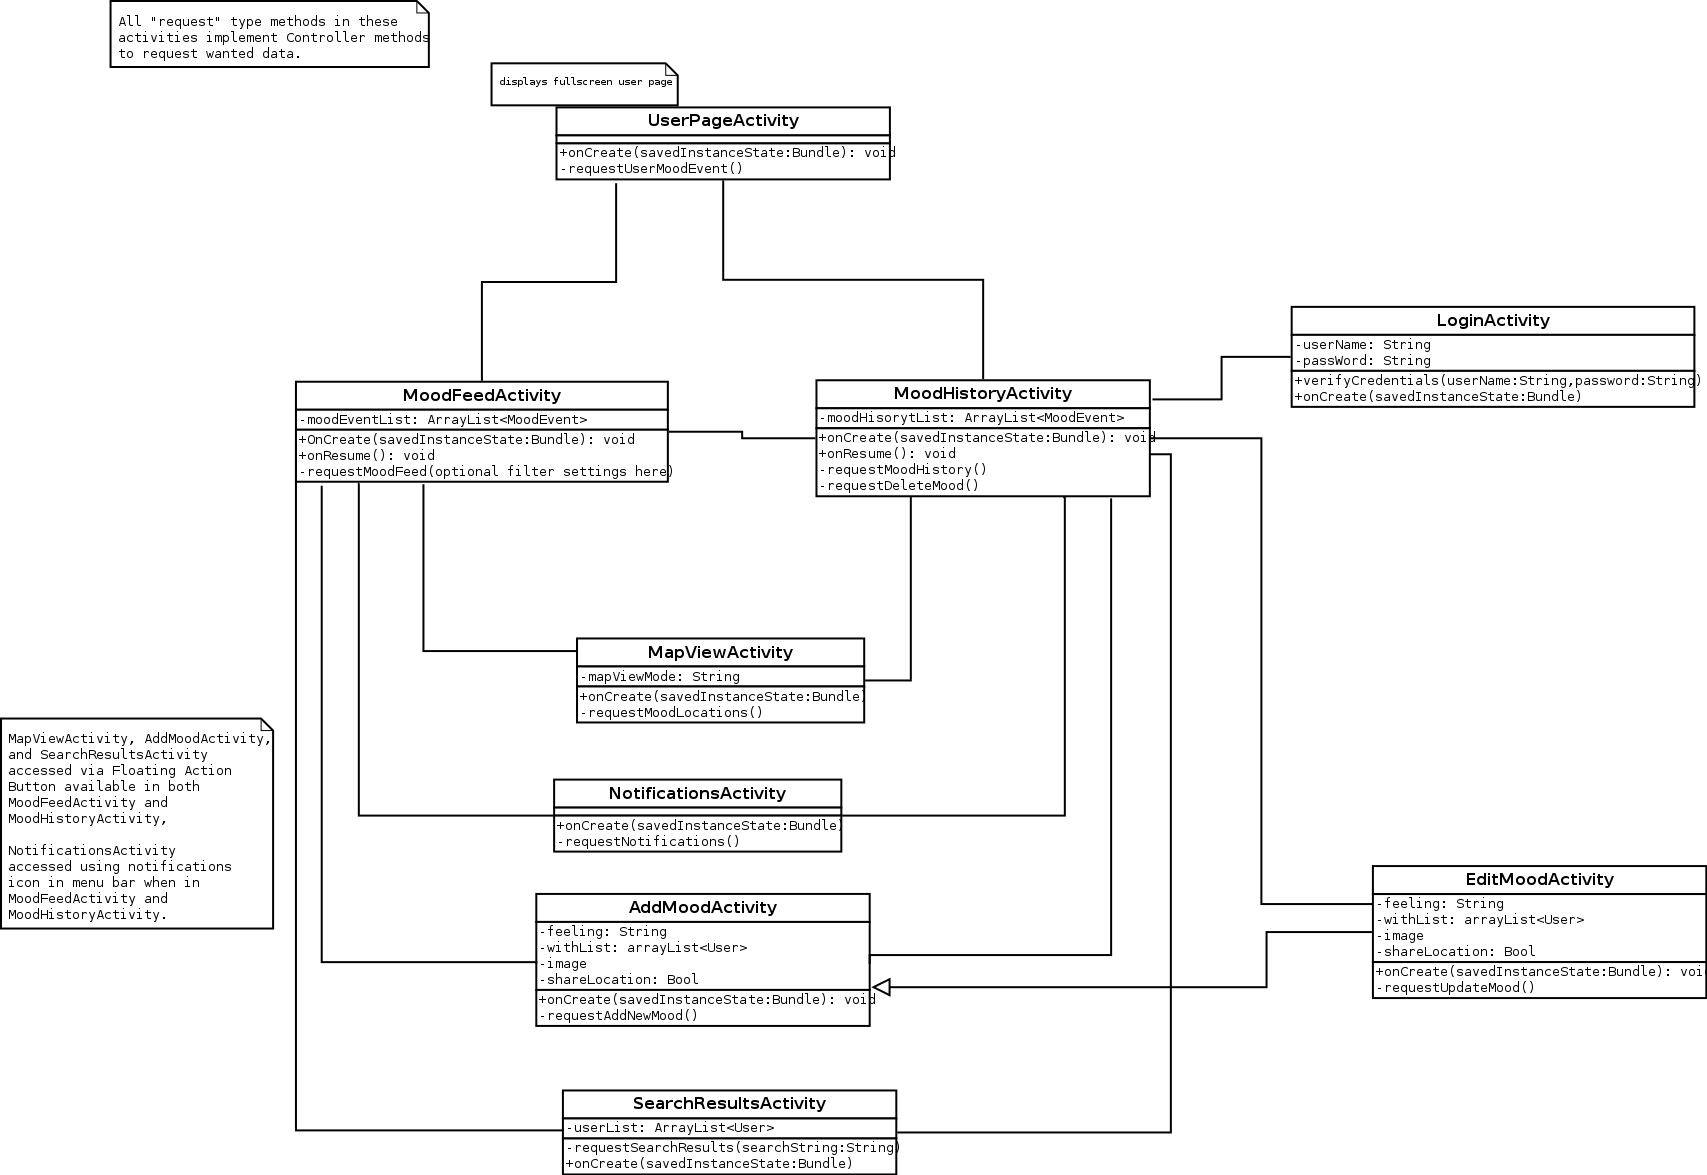 All "request" type methods in these
activities implement Controller methods
to request wanted data.
displays fullscreen user page
UserPageActivity
+onCreate(savedInstanceState:Bundle): void
-requestUserMoodEvent()
LoginActivity
-userName: String
-passWord: String
+verifyCredentials(userName:String,password:String)
+onCreate(savedInstanceState:Bundle)
MoodFeedActivity
-moodEventList: ArrayList<MoodEvent>
+OnCreate(savedInstanceState:Bundle): void
+onResume(): void
-requestMoodFeed(optional filter settings here)
MoodHistoryActivity
-moodHisorytList: ArrayList<MoodEvent>
+onCreate(savedInstanceState:Bundle): void
+onResume(): void
-requestMoodHistory()
-requestDeleteMood()
MapViewActivity
-mapViewMode: String
+onCreate(savedInstanceState:Bundle)
-requestMoodLocations()
MapViewActivity, AddMoodActivity,
and SearchResultsActivity
accessed via Floating Action
Button available in both
MoodFeedActivity and
MoodHistoryActivity,
NotificationsActivity
accessed using notifications
icon in menu bar when in
MoodFeedActivity and
MoodHistoryActivity.
NotificationsActivity
+onCreate(savedInstanceState:Bundle)
-requestNotifications()
AddMoodActivity
-feeling: String
-withList: arrayList<User>
-image
-shareLocation: Bool
+onCreate(savedInstanceState:Bundle): void
-requestAddNewMood()
EditMoodActivity
-feeling: String
-withList: arrayList<User>
-image
-shareLocation: Bool
+onCreate(savedInstanceState:Bundle): voi
-requestUpdateMood()
SearchResultsActivity
-userList: ArrayList<User>
-requestSearchResults(searchString:String)
+onCreate(savedInstanceState:Bundle)